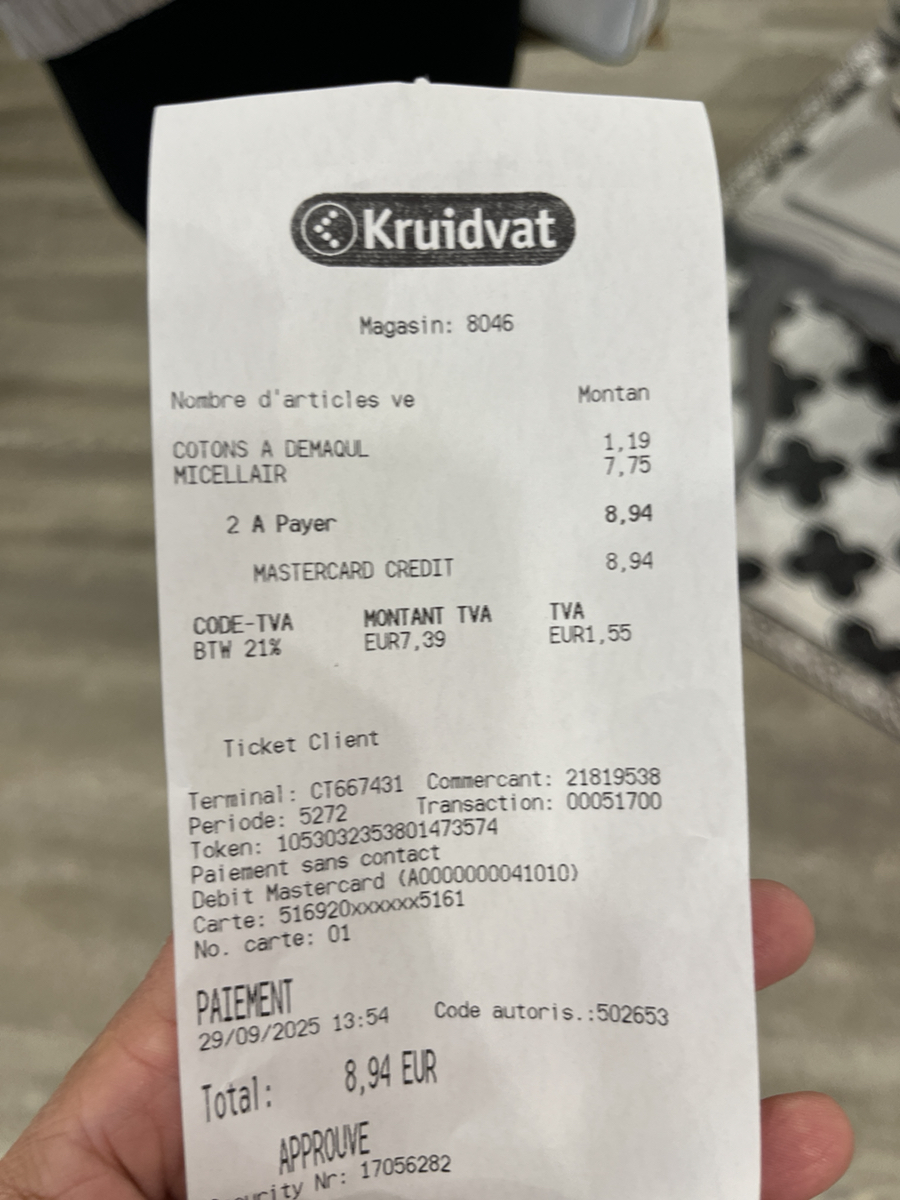 Kruidvat
Magasin: 8046
Nombre d'articles ve Montan
COTONS A DEMAQUL 1,19
MICELLAIR 7,75
2 A Payer 8,94
MASTERCARD CREDIT 8,94
CODE-TVA MONTANT TVA TVA
BTW 21% EUR7,39 EUR1,55
Ticket Client
Terminal: CT667431 Commercant: 21819538
Periode: 5272 Transaction: 00051700
Token: 1053032353801473574
Paiement sans contact
Debit Mastercard (A0000000041010)
Carte: 516920xxxxxx5161
No. carte: 01
PAIEMENT
29/09/2025 13:54 Code autoris.:502653
Total: 8,94 EUR
APPROUVE
Nr: 17056282